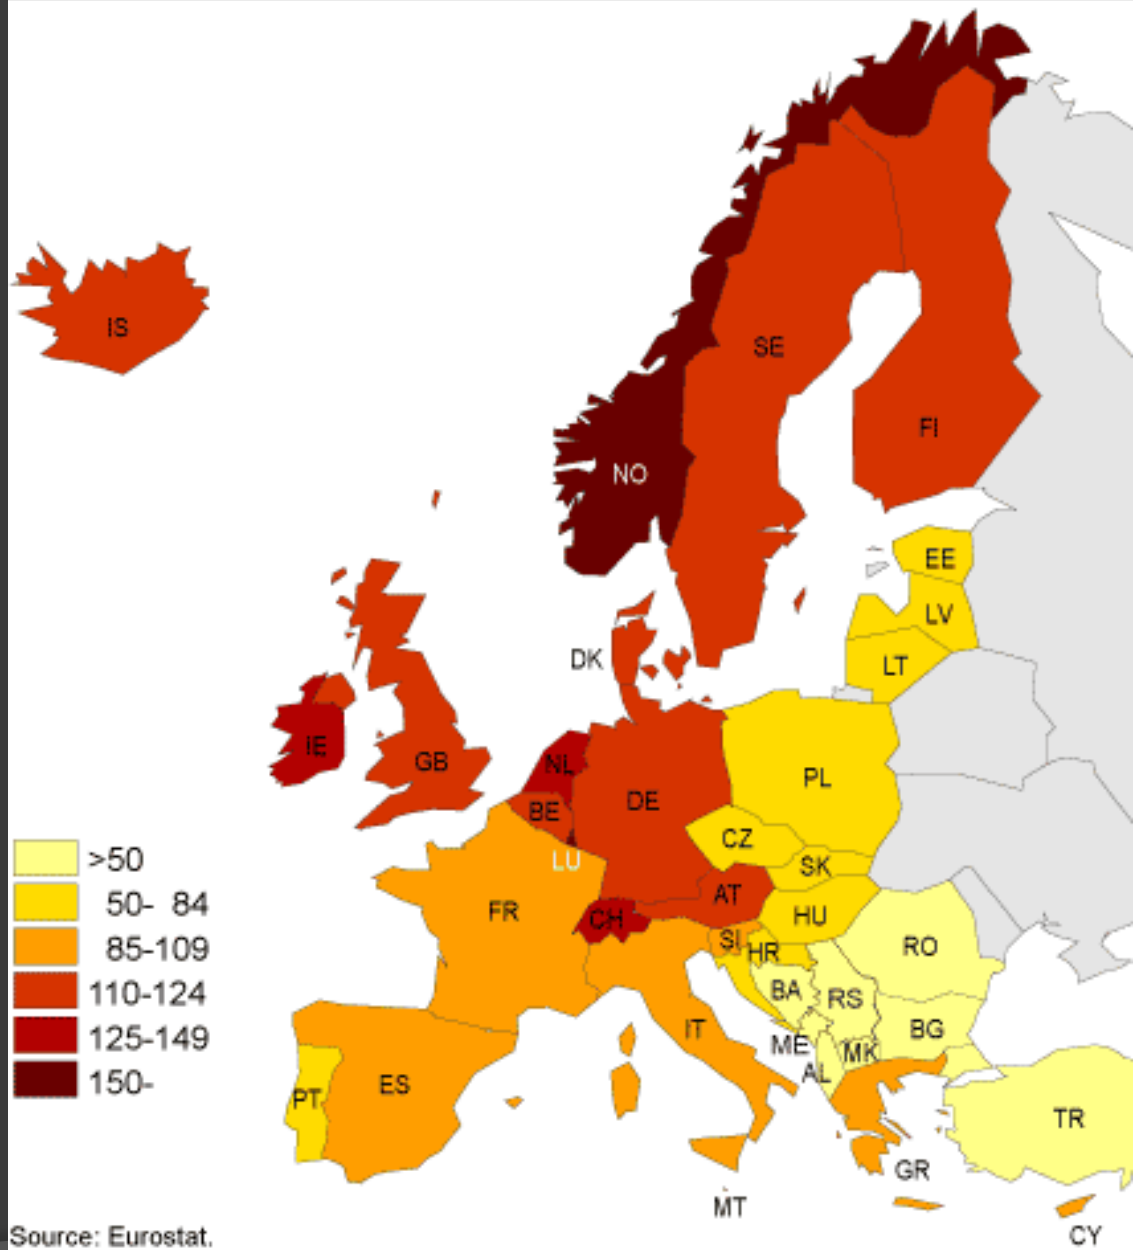 IS
SE
FI
NO
EE
LV
LT
DK
IE
GB
NL
BE
DE
PL
LU
CZ
SK
FR
CH
AT
HU
SI
HR
RO
BA
RS
IT
ME
MK
BG
AL
ES
PT
TR
GR
MT
CY
>50
50- 84
85-109
110-124
125-149
150-
Source: Eurostat.